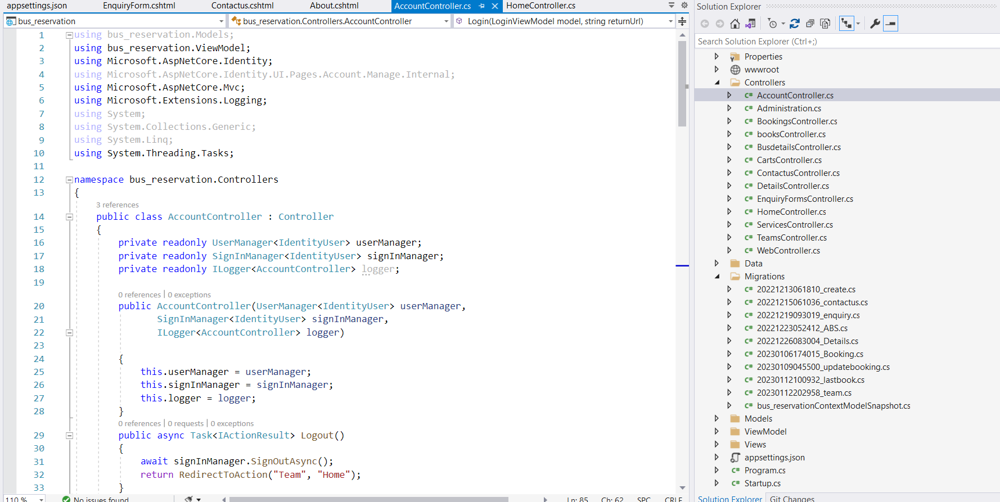 appsettings.json EnquiryForm.cshtml Contactus.cshtml About.cshtml AccountController.cs HomeController.cs
bus_reservation bus_reservation.Controllers.AccountController Login(LoginViewModel model, string returnUrl)
1 using bus_reservation.Models;
2 using bus_reservation.ViewModel;
3 using Microsoft.AspNetCore.Identity;
4 using Microsoft.AspNetCore.Identity.UI.Pages.Account.Manage.Internal;
5 using Microsoft.AspNetCore.Mvc;
6 using Microsoft.Extensions.Logging;
7 using System;
8 using System.Collections.Generic;
9 using System.Linq;
10 using System.Threading.Tasks;
11
12 namespace bus_reservation.Controllers
13 {
3 references
14 public class AccountController : Controller
15 {
16 private readonly UserManager<IdentityUser> userManager;
17 private readonly SignInManager<IdentityUser> signInManager;
18 private readonly ILogger<AccountController> logger;
19
0 references | 0 exceptions
20 public AccountController(UserManager<IdentityUser> userManager,
21 SignInManager<IdentityUser> signInManager,
22 ILogger<AccountController> logger)
23
24 {
25 this.userManager = userManager;
26 this.signInManager = signInManager;
27 this.logger = logger;
28 }
0 references | 0 requests | 0 exceptions
29 public async Task<IActionResult> Logout()
30 {
31 await signInManager.SignOutAsync();
32 return RedirectToAction("Team", "Home");
33 }
110 % No issues found Ln: 85 Ch: 62 SPC CRLF
Solution Explorer
Search Solution Explorer (Ctrl+;)
Properties
wwwroot
Controllers
C# AccountController.cs
C# Administration.cs
C# BookingsController.cs
C# booksController.cs
C# BusdetailsController.cs
C# CartsController.cs
C# ContactusController.cs
C# DetailsController.cs
C# EnquiryFormsController.cs
C# HomeController.cs
C# ServicesController.cs
C# TeamsController.cs
C# WebController.cs
Data
Migrations
C# 20221213061810_create.cs
C# 20221215061036_contactus.cs
C# 20221219093019_enquiry.cs
C# 20221223052412_ABS.cs
C# 20221226083004_Details.cs
C# 20230106174015_Booking.cs
C# 20230109045500_updatebooking.cs
C# 20230112100932_lastbook.cs
C# 20230112202958_team.cs
C# bus_reservationContextModelSnapshot.cs
Models
ViewModel
Views
appsettings.json
C# Program.cs
C# Startup.cs
Solution Explorer Git Changes